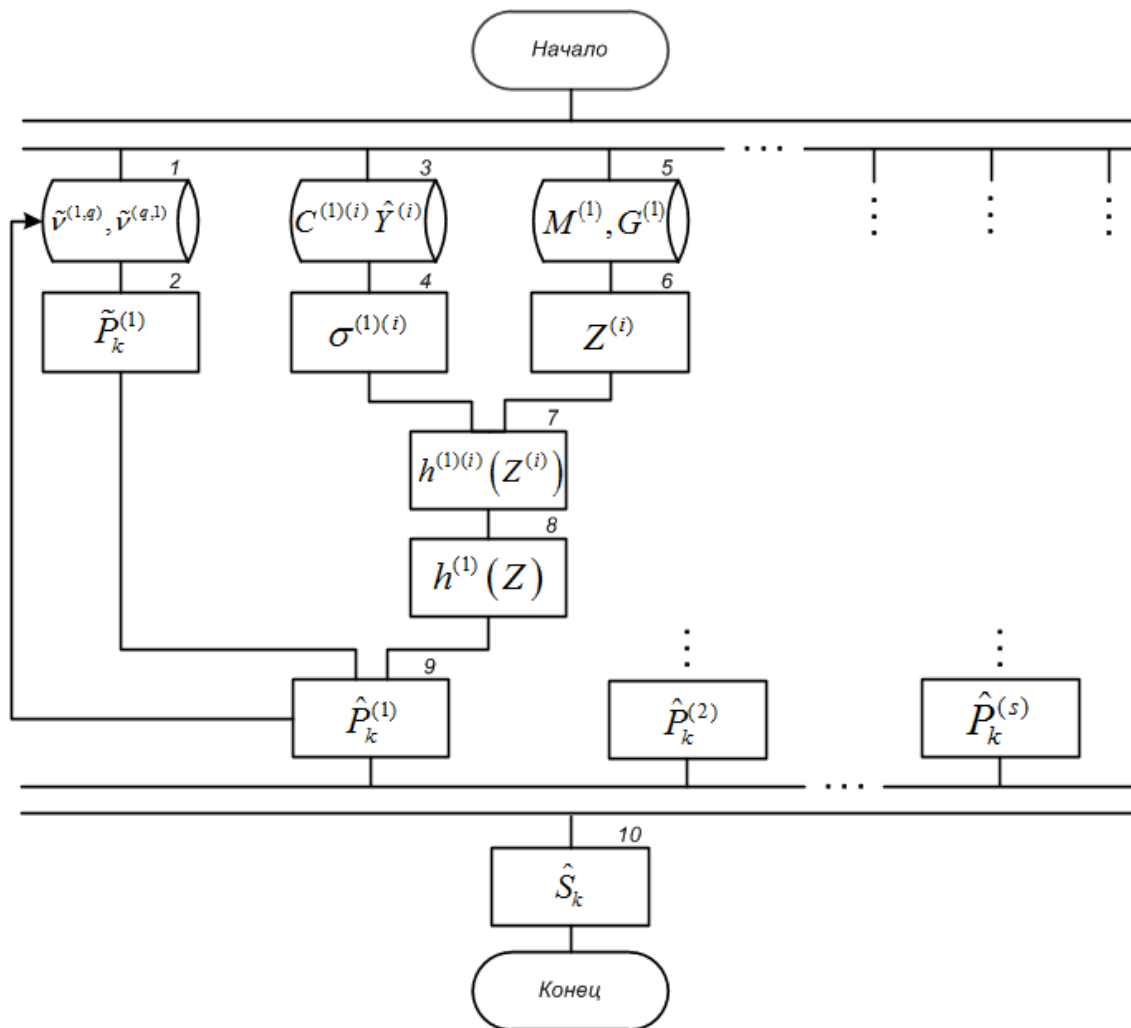 Начало
. . .
1 3 5
ṽ^(1,q), ṽ^(q,1) C^(1)(i) Ŷ^(i) M^(1), G^(1)
2 4 6
P̃_k^(1) σ^(1)(i) Z^(i)
7
h^(1)(i)(Z^(i))
8
h^(1)(Z)
9
P̂_k^(1) P̂_k^(2) P̂_k^(s)
. . .
10
Ŝ_k
Конец